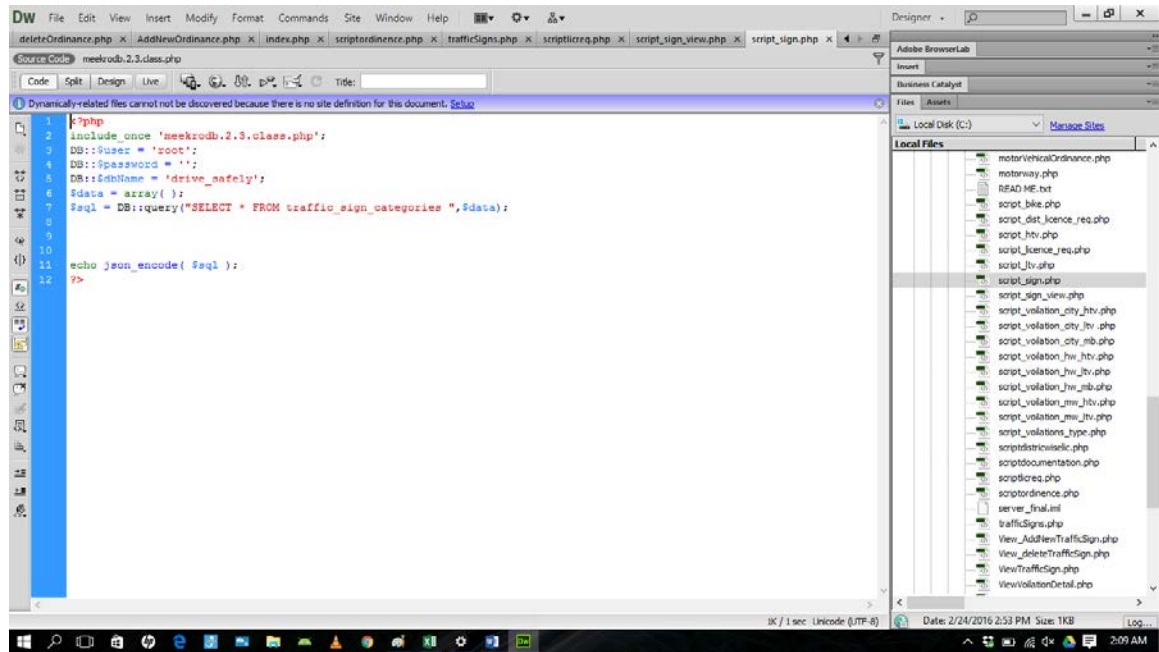 DW File Edit View Insert Modify Format Commands Site Window Help Designer
deleteOrdinance.php × AddNewOrdinance.php × index.php × scriptordinence.php × trafficSigns.php × scriptlicreq.php × script_sign_view.php × script_sign.php ×
Source Code meekrodb.2.3.class.php
Code Split Design Live Title:
Dynamically-related files cannot not be discovered because there is no site definition for this document. Setup
1 <?php
2 include_once 'meekrodb.2.3.class.php';
3 DB::$user = 'root';
4 DB::$password = '';
5 DB::$dbName = 'drive_safely';
6 $data = array( );
7 $sql = DB::query("SELECT * FROM traffic_sign_categories ",$data);
8
9
10
11 echo json_encode( $sql );
12 ?>
1K / 1 sec Unicode (UTF-8)
Adobe BrowserLab
Insert
Business Catalyst
Files Assets
Local Disk (C:) Manage Sites
Local Files
motorVehicalOrdinance.php
motorway.php
READ ME.txt
script_bike.php
script_dist_licence_req.php
script_htv.php
script_licence_req.php
script_ltv.php
script_sign.php
script_sign_view.php
script_voilation_city_htv.php
script_voilation_city_ltv .php
script_voilation_city_mb.php
script_voilation_hw_htv.php
script_voilation_hw_ltv.php
script_voilation_hw_mb.php
script_voilation_mw_htv.php
script_voilation_mw_ltv.php
script_voilations_type.php
scriptdistricwiselic.php
scriptdocumentation.php
scriptlicreq.php
scriptordinence.php
server_final.iml
trafficSigns.php
View_AddNewTrafficSign.php
View_deleteTrafficSign.php
ViewTrafficSign.php
ViewVoilationDetail.php
Date: 2/24/2016 2:53 PM Size: 1KB Log...
2:09 AM